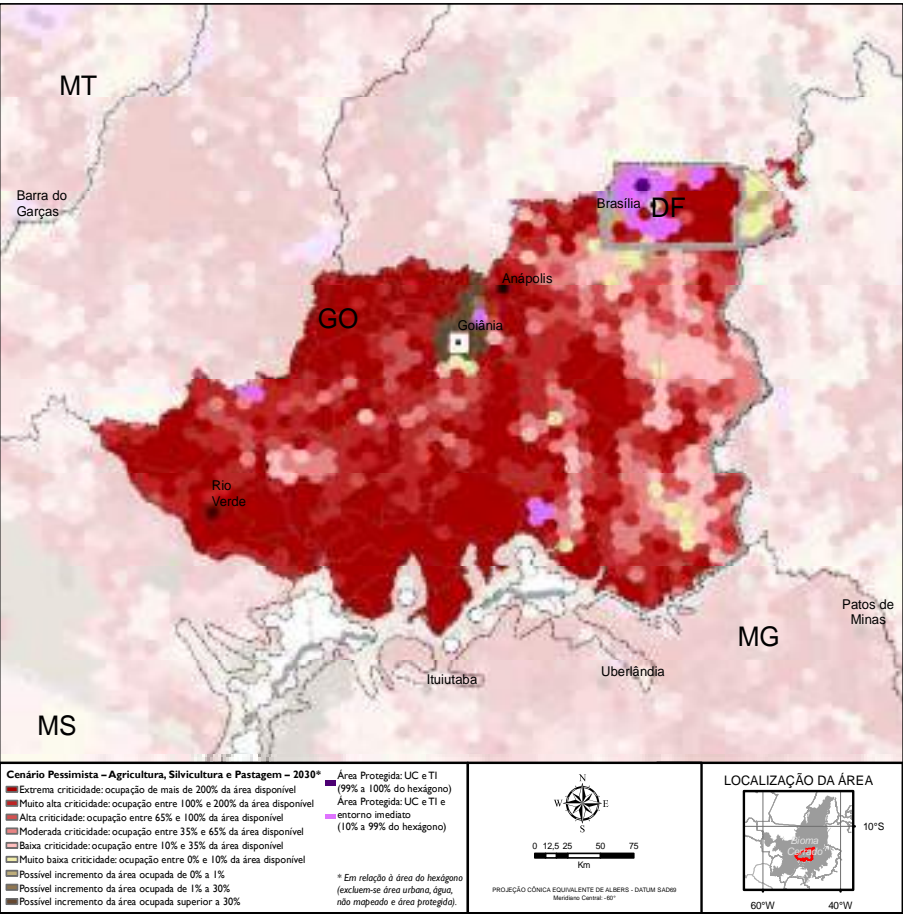 MT
Barra do
Garças
Brasília
DF
Anápolis
GO
Goiânia
Rio
Verde
Patos de
Minas
MG
Uberlândia
Ituiutaba
MS
Cenário Pessimista – Agricultura, Silvicultura e Pastagem – 2030*
Extrema criticidade: ocupação de mais de 200% da área disponível
Muito alta criticidade: ocupação entre 100% e 200% da área disponível
Alta criticidade: ocupação entre 65% e 100% da área disponível
Moderada criticidade: ocupação entre 35% e 65% da área disponível
Baixa criticidade: ocupação entre 10% e 35% da área disponível
Muito baixa criticidade: ocupação entre 0% e 10% da área disponível
Possível incremento da área ocupada de 0% a 1%
Possível incremento da área ocupada de 1% a 30%
Possível incremento da área ocupada superior a 30%
Área Protegida: UC e TI
(99% a 100% do hexágono)
Área Protegida: UC e TI e
entorno imediato
(10% a 99% do hexágono)
* Em relação à área do hexágono
(excluem-se área urbana, água,
não mapeado e área protegida).
N
W E
S
0 12,5 25 50 75
Km
PROJEÇÃO CÔNICA EQUIVALENTE DE ALBERS - DATUM SAD69
Meridiano Central: -60°
LOCALIZAÇÃO DA ÁREA
10°S
Bioma
Cerrado
60°W 40°W